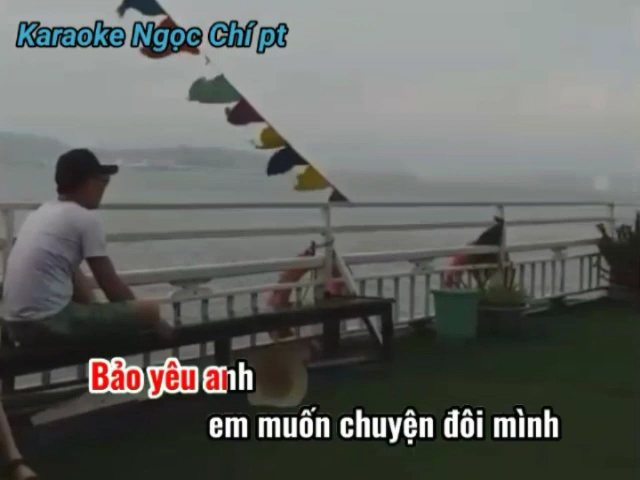 Karaoke Ngọc Chí pt
Bảo yêu anh
em muốn chuyện đôi mình